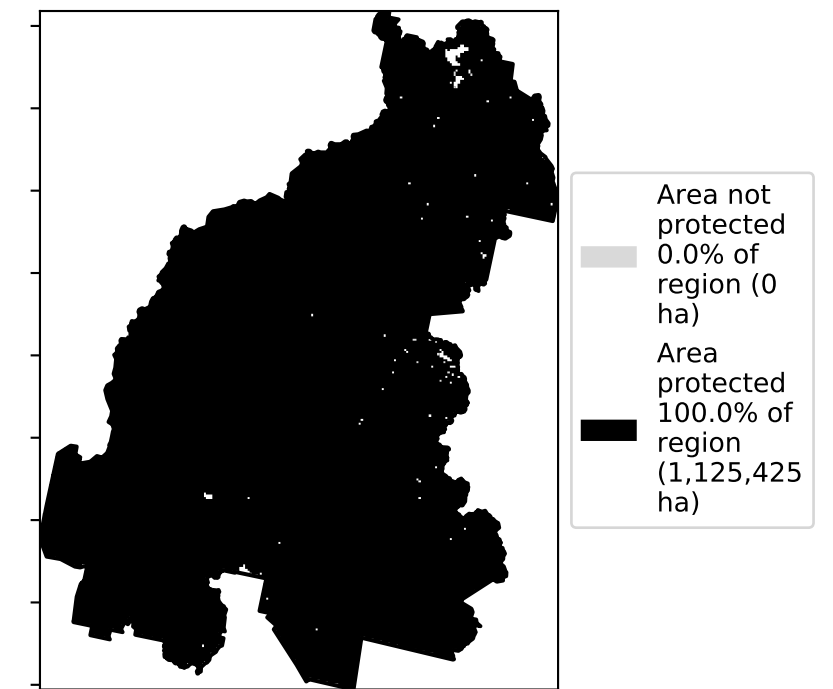 Area not
protected
0.0% of
region (0
ha)
Area
protected
100.0% of
region
(1,125,425
ha)